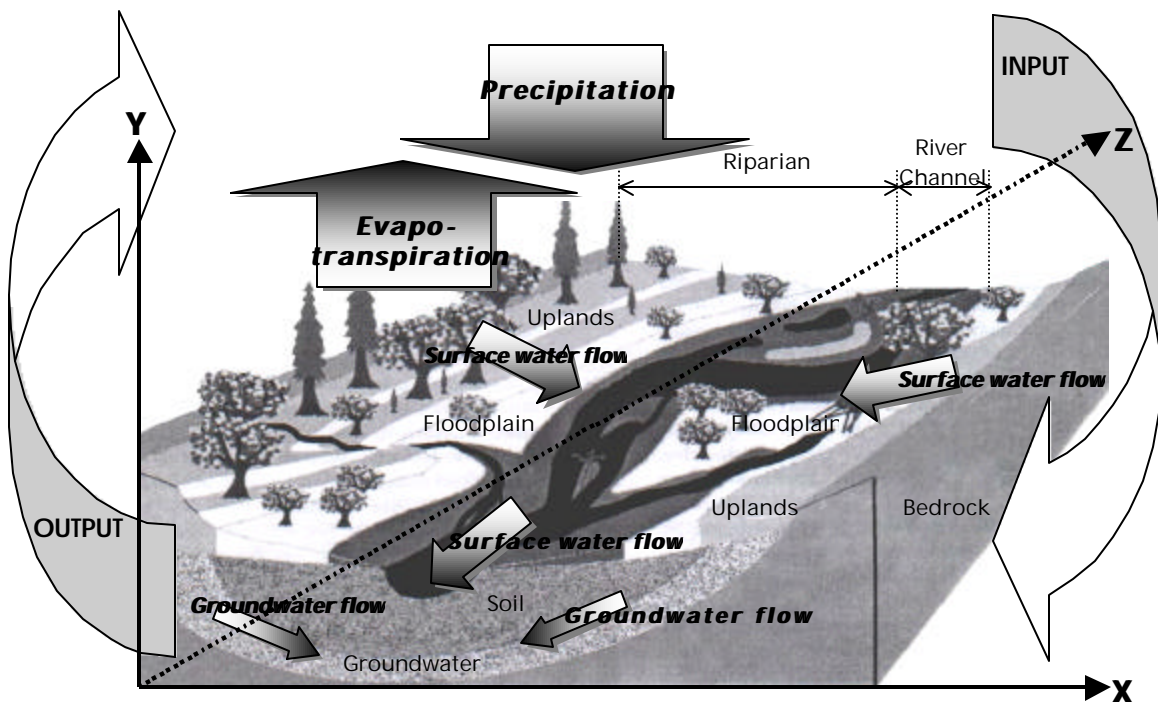 INPUT
Precipitation
Y
Z
River
Channel
Riparian
Evapo-
transpiration
Uplands
Surface water flow
Surface water flow
Floodplain
Floodplain
Uplands
Bedrock
OUTPUT
Surface water flow
Soil
Groundwater flow
Groundwater flow
Groundwater
X